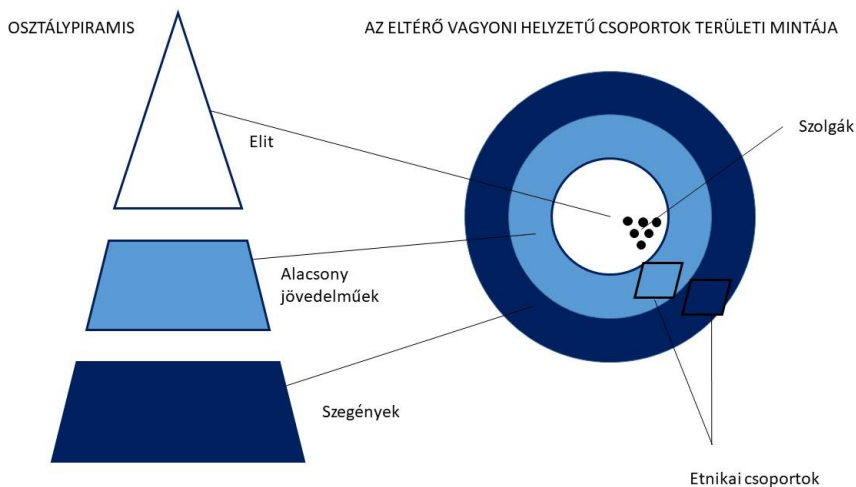 OSZTÁLYPIRAMIS
AZ ELTÉRŐ VAGYONI HELYZETŰ CSOPORTOK TERÜLETI MINTÁJA
Szolgák
Elit
Alacsony
jövedelműek
Szegények
Etnikai csoportok